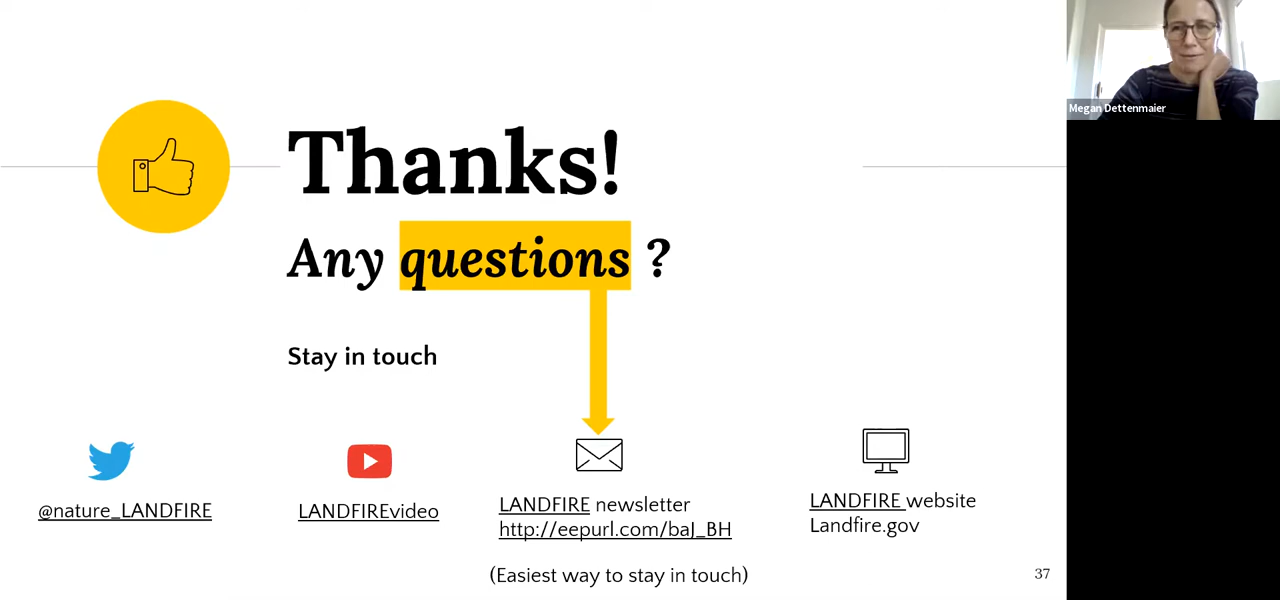 Megan Dettenmaier
Thanks!
Any questions ?
Stay in touch
@nature_LANDFIRE
LANDFIREvideo
LANDFIRE newsletter
http://eepurl.com/baJ_BH
(Easiest way to stay in touch)
LANDFIRE website
Landfire.gov
37